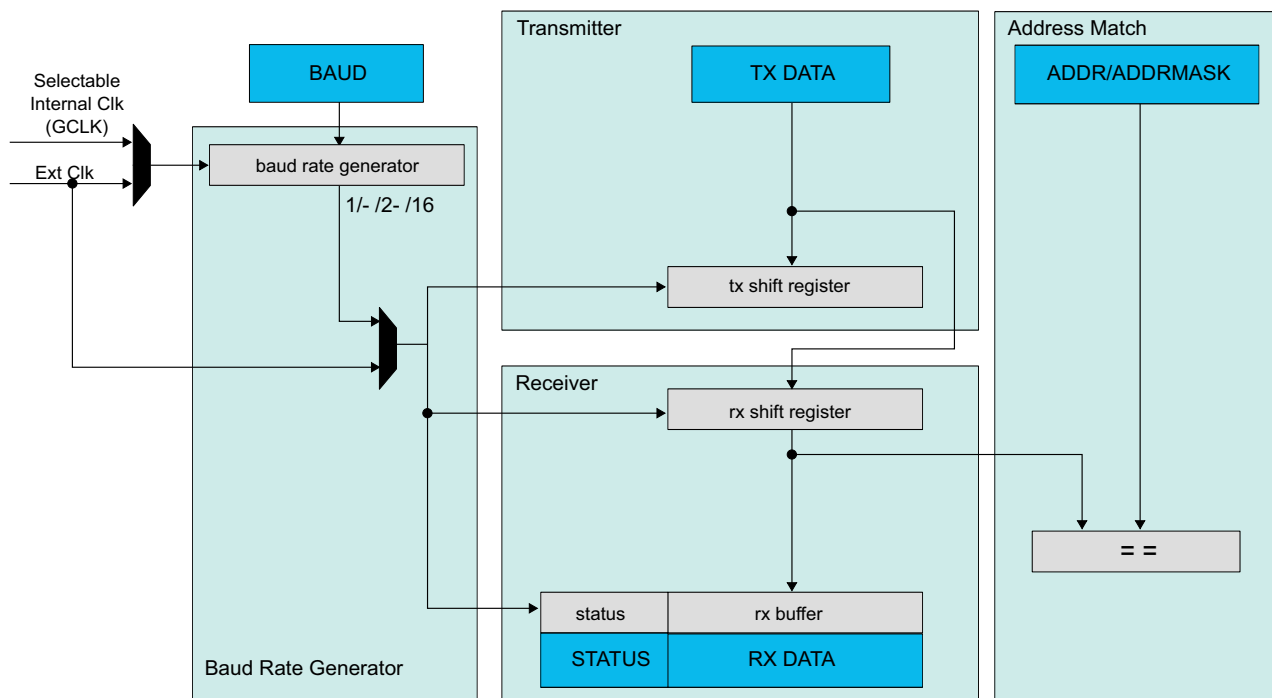 Transmitter
Address Match
BAUD
TX DATA
ADDR/ADDRMASK
Selectable
Internal Clk
(GCLK)
Ext Clk
baud rate generator
1/- /2- /16
tx shift register
Receiver
rx shift register
= =
status
rx buffer
STATUS
RX DATA
Baud Rate Generator